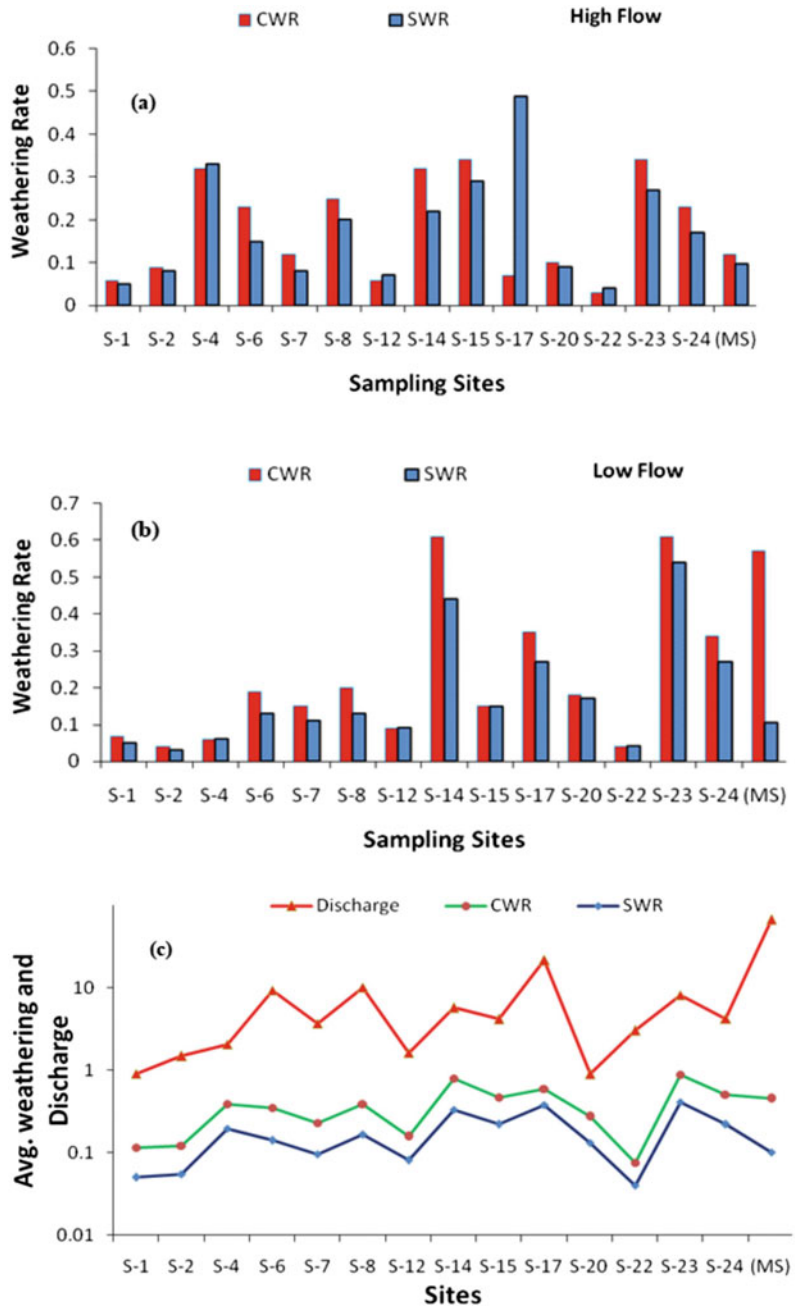 CWR SWR High Flow
0.6
(a)
0.5
0.4
0.3
0.2
0.1
0
Weathering Rate
S-1 S-2 S-4 S-6 S-7 S-8 S-12 S-14 S-15 S-17 S-20 S-22 S-23 S-24 (MS)
Sampling Sites
CWR SWR Low Flow
0.7
(b)
0.6
0.5
0.4
0.3
0.2
0.1
0
Weathering Rate
S-1 S-2 S-4 S-6 S-7 S-8 S-12 S-14 S-15 S-17 S-20 S-22 S-23 S-24 (MS)
Sampling Sites
Discharge CWR SWR
(c)
10
1
0.1
0.01
Avg. weathering and
Discharge
S-1 S-2 S-4 S-6 S-7 S-8 S-12 S-14 S-15 S-17 S-20 S-22 S-23 S-24 (MS)
Sites